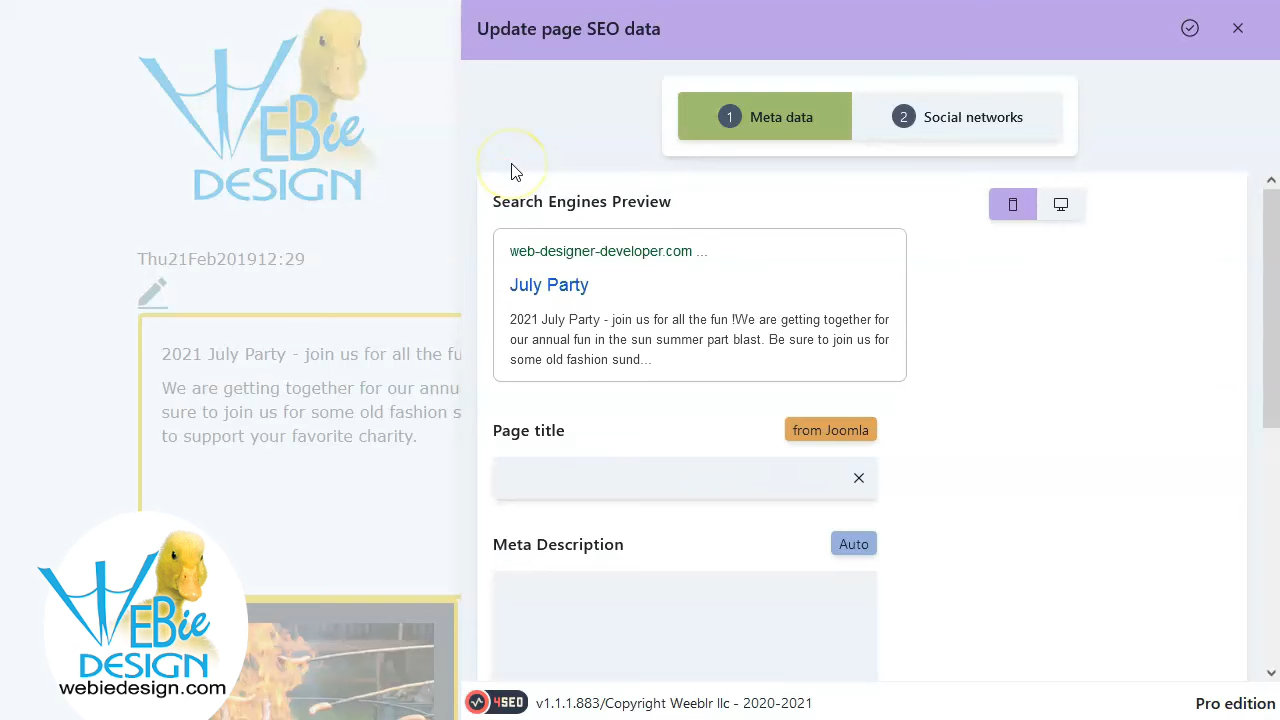 Update page SEO data
1 Meta data
2 Social networks
WEBie
DESIGN
Thu21Feb201912:29
2021 July Party - join us for all the fu
We are getting together for our annua
sure to join us for some old fashion s
to support your favorite charity.
Search Engines Preview
web-designer-developer.com ...
July Party
2021 July Party - join us for all the fun !We are getting together for
our annual fun in the sun summer part blast. Be sure to join us for
some old fashion sund...
Page title
from Joomla
Meta Description
Auto
WEBie
DESIGN
webiedesign.com
4SEO
v1.1.1.883/Copyright Weeblr llc - 2020-2021
Pro edition